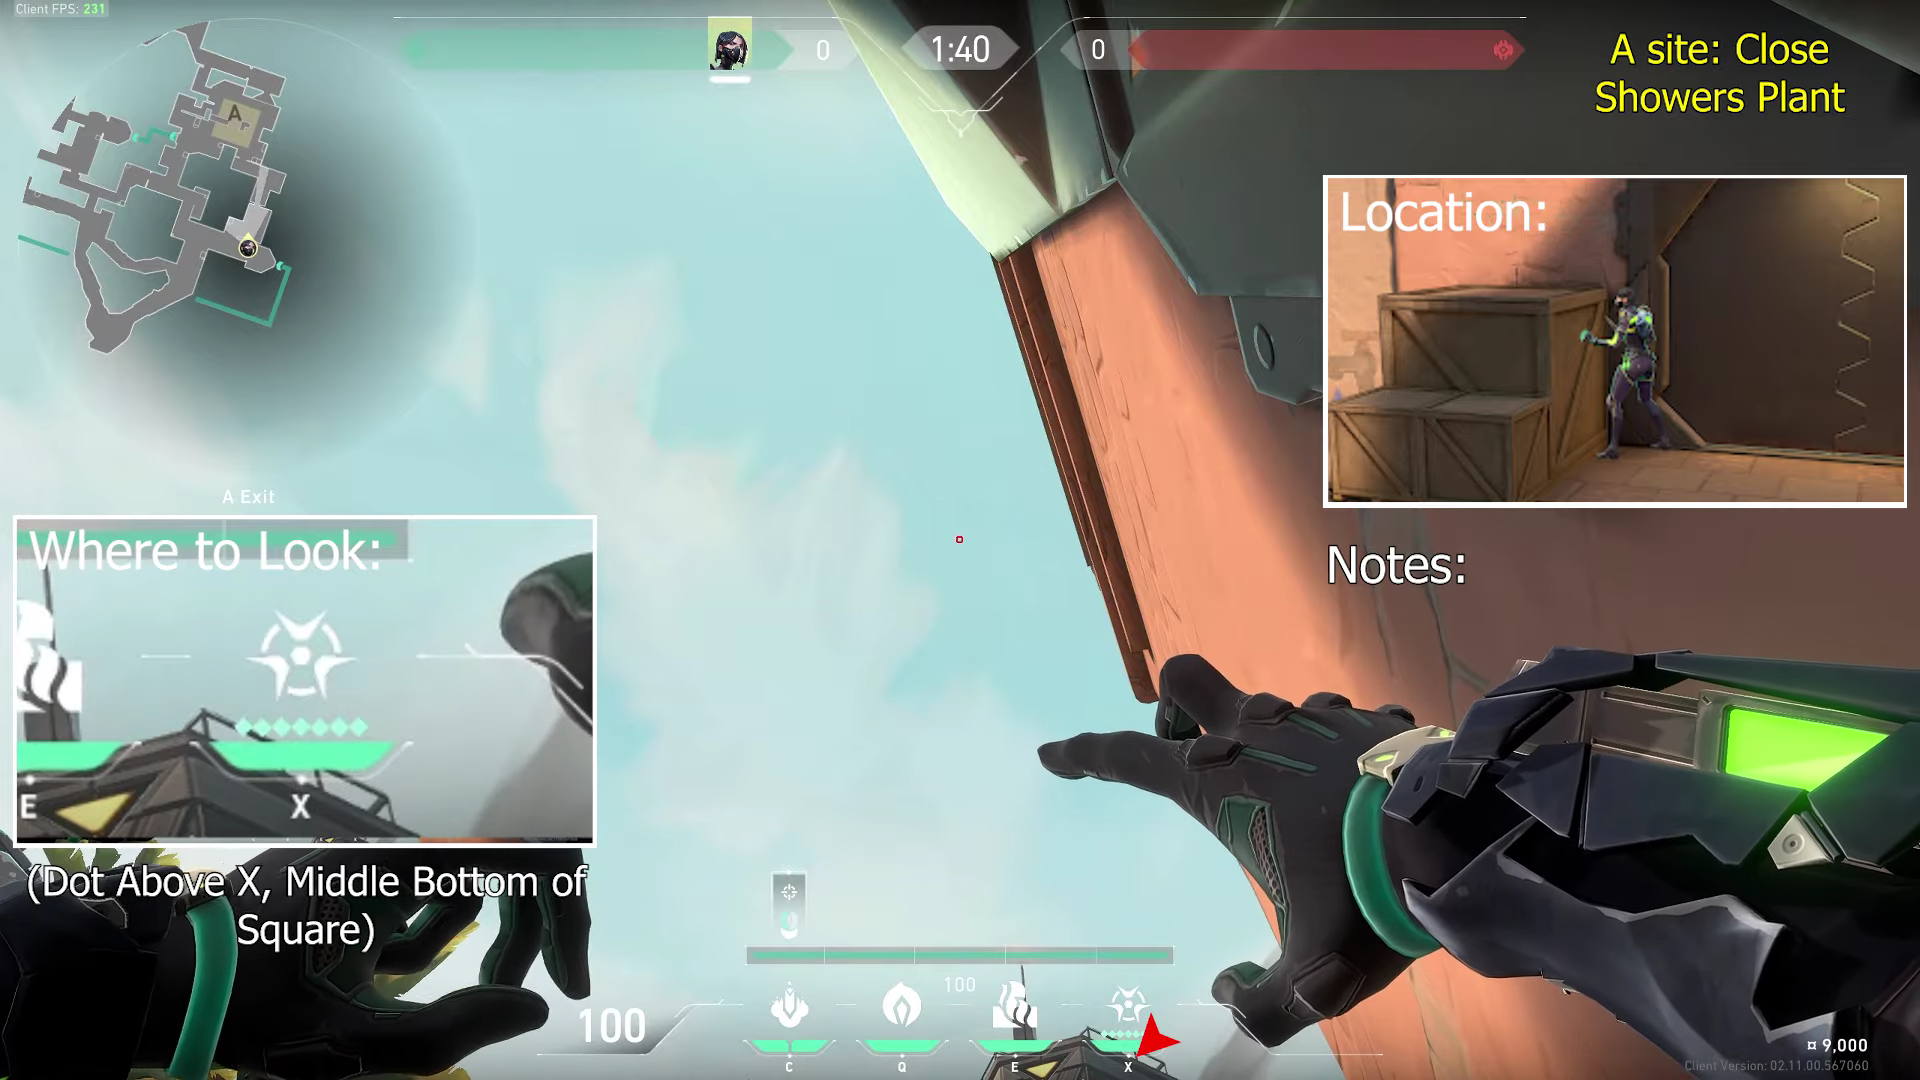 Client FPS: 231
0
1:40
0
A site: Close
Showers Plant
A
Location:
A Exit
Where to Look:
E
X
Notes:
(Dot Above X, Middle Bottom of
Square)
100
100
C
Q
E
X
¤ 9,000
Client Version: 02.11.00.567060